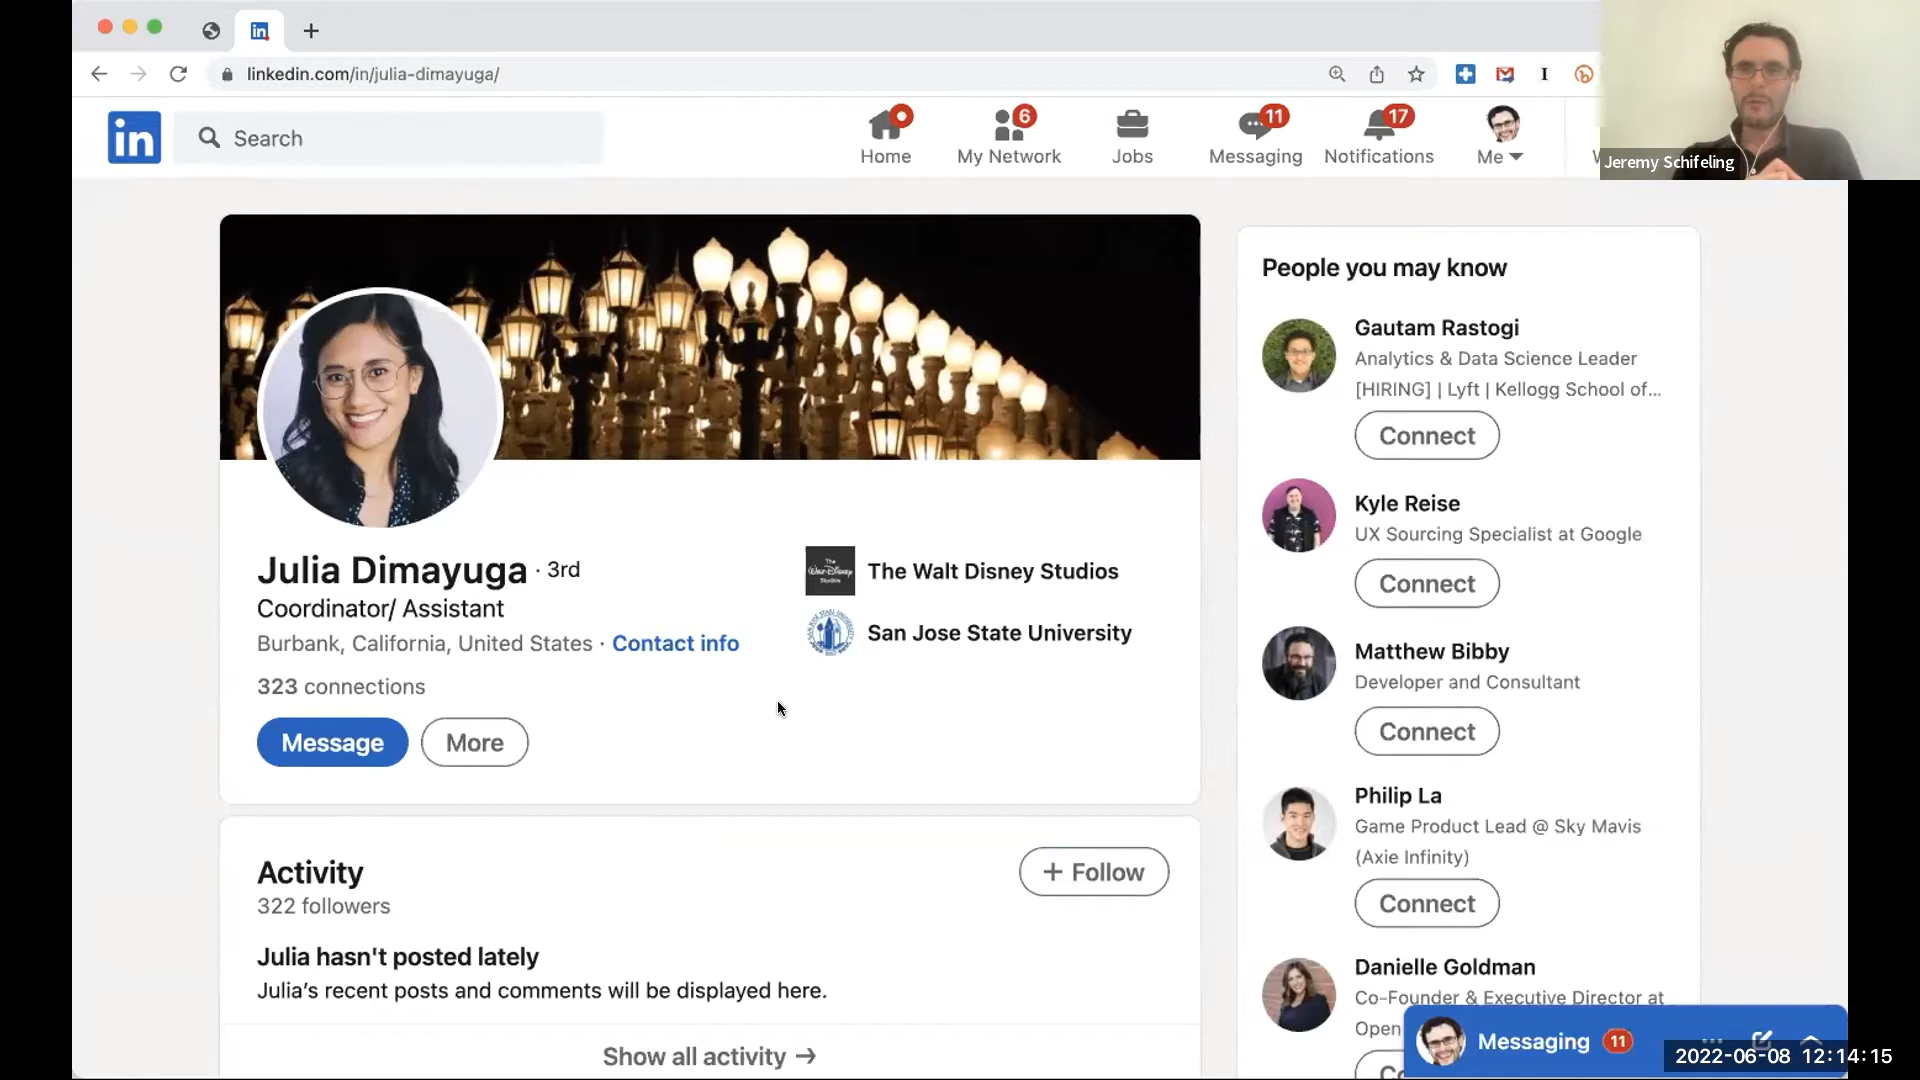 linkedin.com/in/julia-dimayuga/
in
Search
Home
6
My Network
Jobs
11
Messaging
17
Notifications
Me
Jeremy Schifeling
People you may know
Gautam Rastogi
Analytics & Data Science Leader
[HIRING] | Lyft | Kellogg School of...
Connect
Kyle Reise
UX Sourcing Specialist at Google
Connect
Matthew Bibby
Developer and Consultant
Connect
Philip La
Game Product Lead @ Sky Mavis
(Axie Infinity)
Connect
Danielle Goldman
Co-Founder & Executive Director at
Open
Julia Dimayuga · 3rd
Coordinator/ Assistant
Burbank, California, United States · Contact info
323 connections
Message
More
The Walt Disney Studios
San Jose State University
Activity
322 followers
+ Follow
Julia hasn't posted lately
Julia's recent posts and comments will be displayed here.
Show all activity →
Messaging 11
2022-06-08 12:14:15